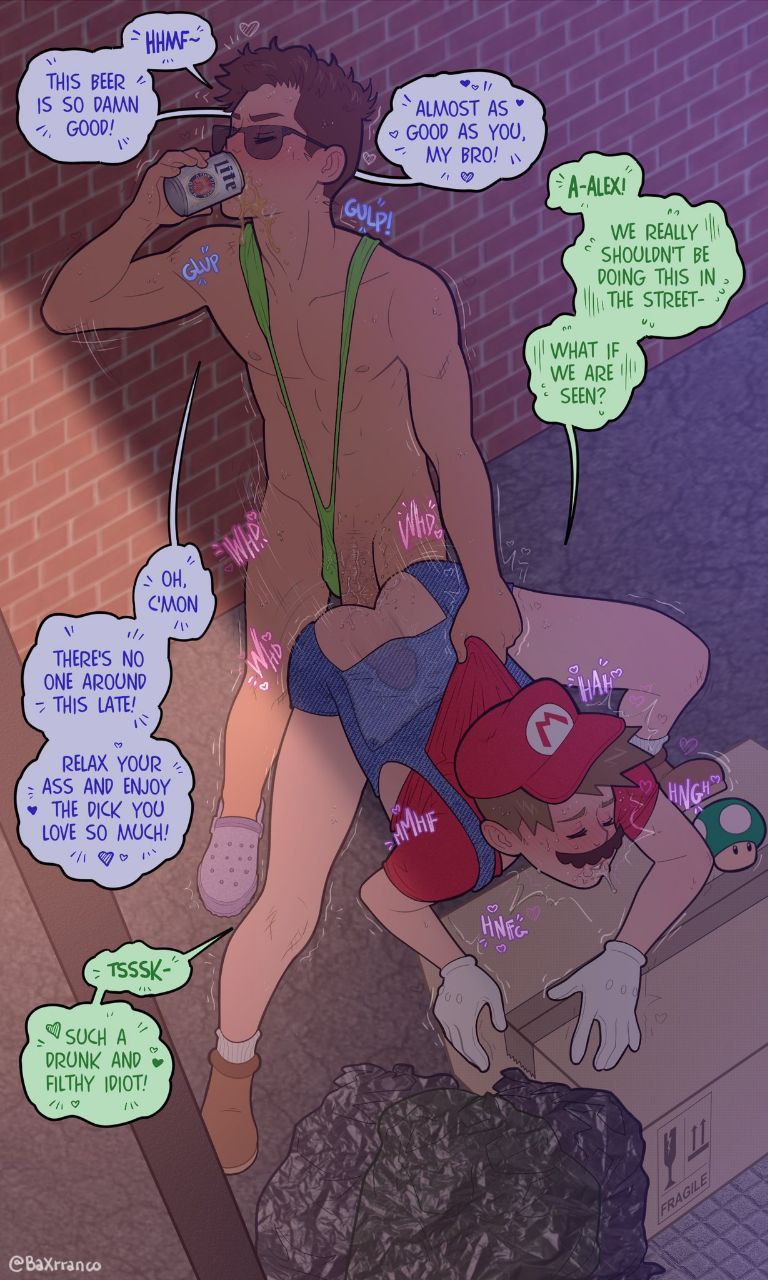 HHMF~
THIS BEER
IS SO DAMN
GOOD!
ALMOST AS
GOOD AS YOU,
MY BRO!
Lite
GULP!
GLUP
A-ALEX!
WE REALLY
SHOULDN'T BE
DOING THIS IN
THE STREET-
WHAT IF
WE ARE
SEEN?
WHD
WHD
WHD
OH,
C'MON
THERE'S NO
ONE AROUND
THIS LATE!
RELAX YOUR
ASS AND ENJOY
THE DICK YOU
LOVE SO MUCH!
HAH
M
HNGH
HMHF
HNFG
TSSSK-
SUCH A
DRUNK AND
FILTHY IDIOT!
FRAGILE
@BaXrranco